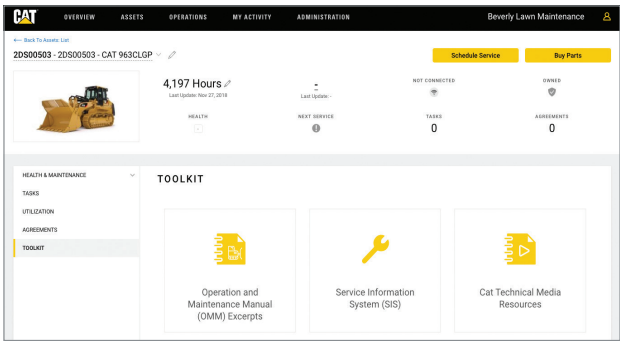 CAT OVERVIEW ASSETS OPERATIONS MY ACTIVITY ADMINISTRATION Beverly Lawn Maintenance
← Back To Assets: List
2DS00503 - 2DS00503 - CAT 963CLGP
Schedule Service
Buy Parts
4,197 Hours
Last Update: Nov 27, 2018
-
Last Update: -
NOT CONNECTED
OWNED
HEALTH
NEXT SERVICE
TASKS
0
AGREEMENTS
0
HEALTH & MAINTENANCE
TASKS
UTILIZATION
AGREEMENTS
TOOLKIT
TOOLKIT
Operation and
Maintenance Manual
(OMM) Excerpts
Service Information
System (SIS)
Cat Technical Media
Resources